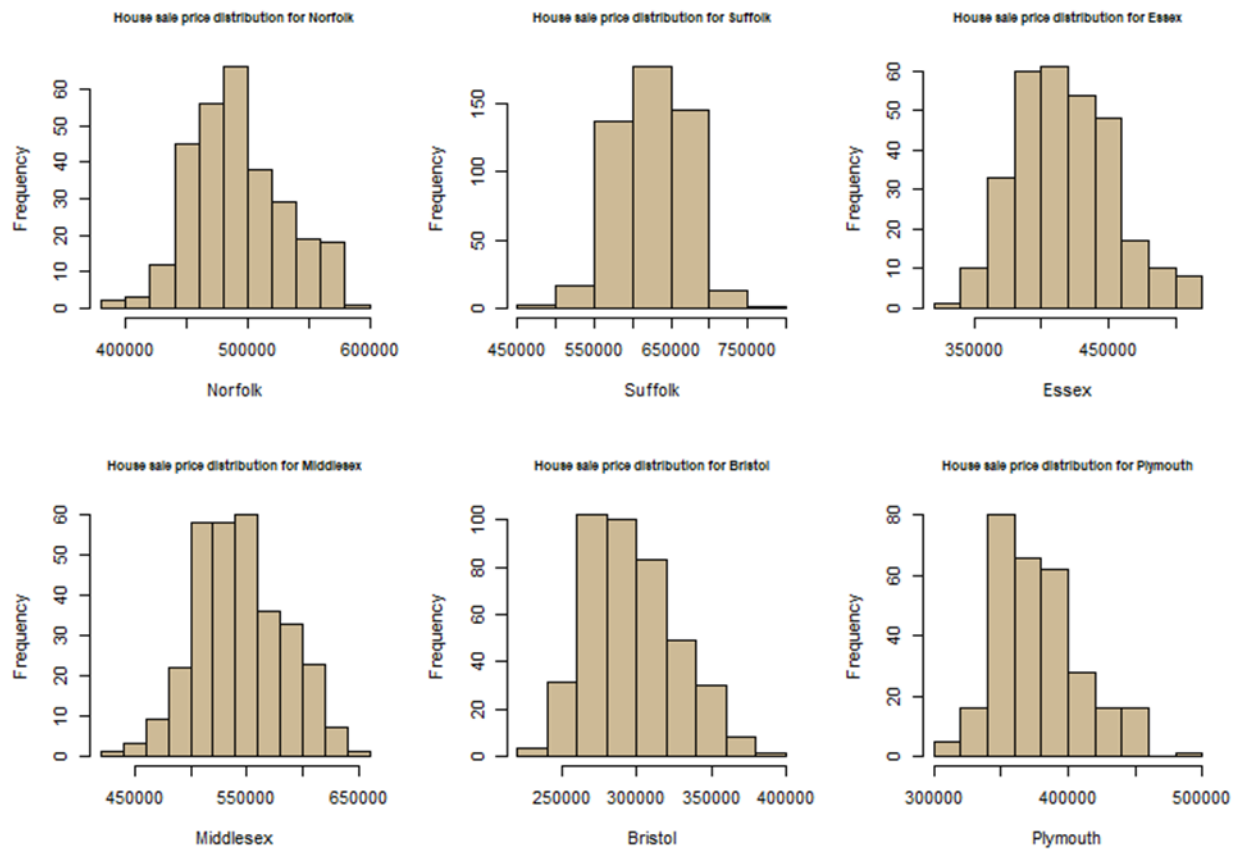 House sale price distribution for Norfolk
Frequency
0 10 20 30 40 50 60
400000 500000 600000
Norfolk
House sale price distribution for Suffolk
Frequency
0 50 100 150
450000 550000 650000 750000
Suffolk
House sale price distribution for Essex
Frequency
0 10 20 30 40 50 60
350000 450000
Essex
House sale price distribution for Middlesex
Frequency
0 10 20 30 40 50 60
450000 550000 650000
Middlesex
House sale price distribution for Bristol
Frequency
0 20 40 60 80 100
250000 300000 350000 400000
Bristol
House sale price distribution for Plymouth
Frequency
0 20 40 60 80
300000 400000 500000
Plymouth